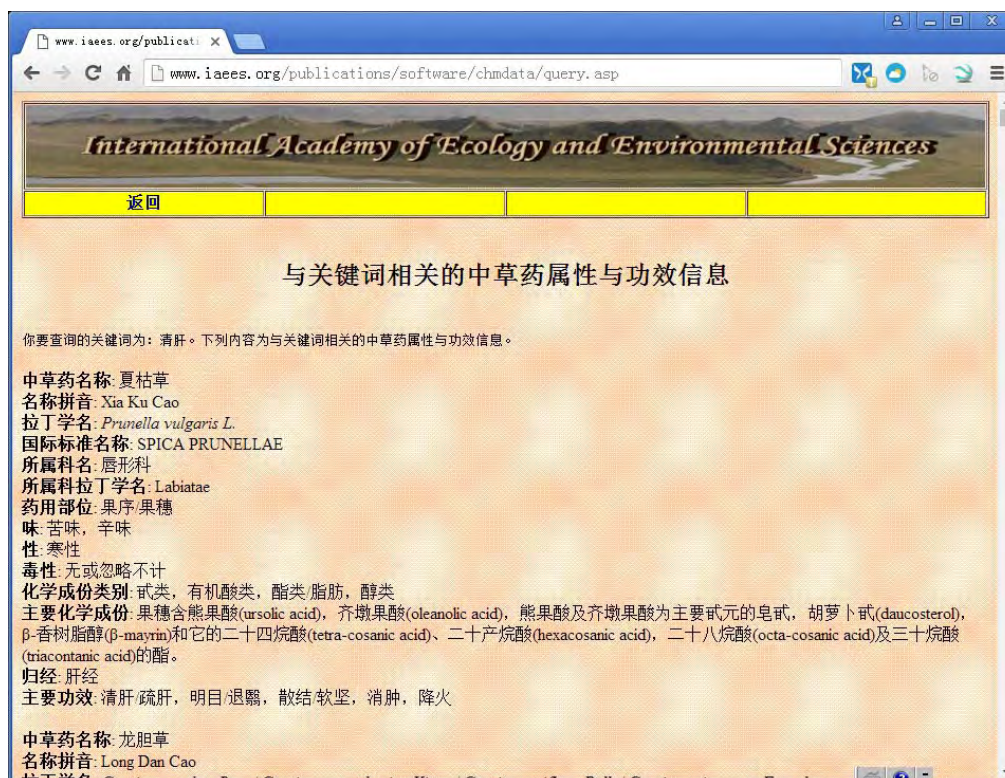 www.iaees.org/publicati
www.iaees.org/publications/software/chmdata/query.asp
International Academy of Ecology and Environmental Sciences
返回
与关键词相关的中草药属性与功效信息
你要查询的关键词为：清肝。下列内容为与关键词相关的中草药属性与功效信息。
中草药名称: 夏枯草
名称拼音: Xia Ku Cao
拉丁学名: Prunella vulgaris L.
国际标准名称: SPICA PRUNELLAE
所属科名: 唇形科
所属科拉丁学名: Labiatae
药用部位: 果序/果穗
味: 苦味，辛味
性: 寒性
毒性: 无或忽略不计
化学成份类别: 甙类，有机酸类，酯类/脂肪，醇类
主要化学成份: 果穗含熊果酸(ursolic acid)，齐墩果酸(oleanolic acid)，熊果酸及齐墩果酸为主要甙元的皂甙，胡萝卜甙(daucosterol)，
β-香树脂醇(β-mayrin)和它的二十四烷酸(tetra-cosanic acid)、二十产烷酸(hexacosanic acid)，二十八烷酸(octa-cosanic acid)及三十烷酸
(triacontanic acid)的酯。
归经: 肝经
主要功效: 清肝/疏肝，明目/退翳，散结/软坚，消肿，降火
中草药名称: 龙胆草
名称拼音: Long Dan Cao